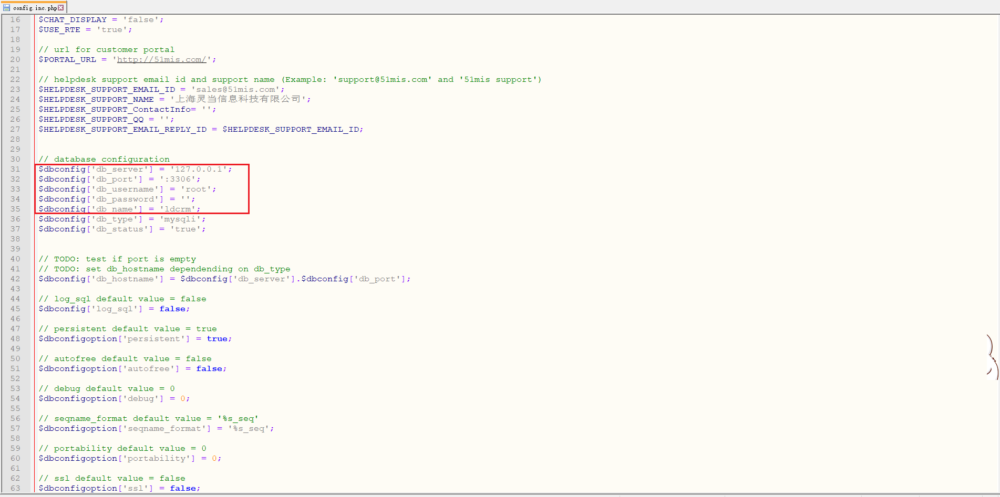 config.inc.php
16 $CHAT_DISPLAY = 'false';
17 $USE_RTE = 'true';
18
19 // url for customer portal
20 $PORTAL_URL = 'http://51mis.com/';
21
22 // helpdesk support email id and support name (Example: 'support@51mis.com' and '51mis support')
23 $HELPDESK_SUPPORT_EMAIL_ID = 'sales@51mis.com';
24 $HELPDESK_SUPPORT_NAME = '上海灵当信息科技有限公司';
25 $HELPDESK_SUPPORT_ContactInfo= '';
26 $HELPDESK_SUPPORT_QQ = '';
27 $HELPDESK_SUPPORT_EMAIL_REPLY_ID = $HELPDESK_SUPPORT_EMAIL_ID;
28
29
30 // database configuration
31 $dbconfig['db_server'] = '127.0.0.1';
32 $dbconfig['db_port'] = ':3306';
33 $dbconfig['db_username'] = 'root';
34 $dbconfig['db_password'] = '';
35 $dbconfig['db_name'] = 'ldcrm';
36 $dbconfig['db_type'] = 'mysqli';
37 $dbconfig['db_status'] = 'true';
38
39
40 // TODO: test if port is empty
41 // TODO: set db_hostname dependending on db_type
42 $dbconfig['db_hostname'] = $dbconfig['db_server'].$dbconfig['db_port'];
43
44 // log_sql default value = false
45 $dbconfig['log_sql'] = false;
46
47 // persistent default value = true
48 $dbconfigoption['persistent'] = true;
49
50 // autofree default value = false
51 $dbconfigoption['autofree'] = false;
52
53 // debug default value = 0
54 $dbconfigoption['debug'] = 0;
55
56 // seqname_format default value = '%s_seq'
57 $dbconfigoption['seqname_format'] = '%s_seq';
58
59 // portability default value = 0
60 $dbconfigoption['portability'] = 0;
61
62 // ssl default value = false
63 $dbconfigoption['ssl'] = false;